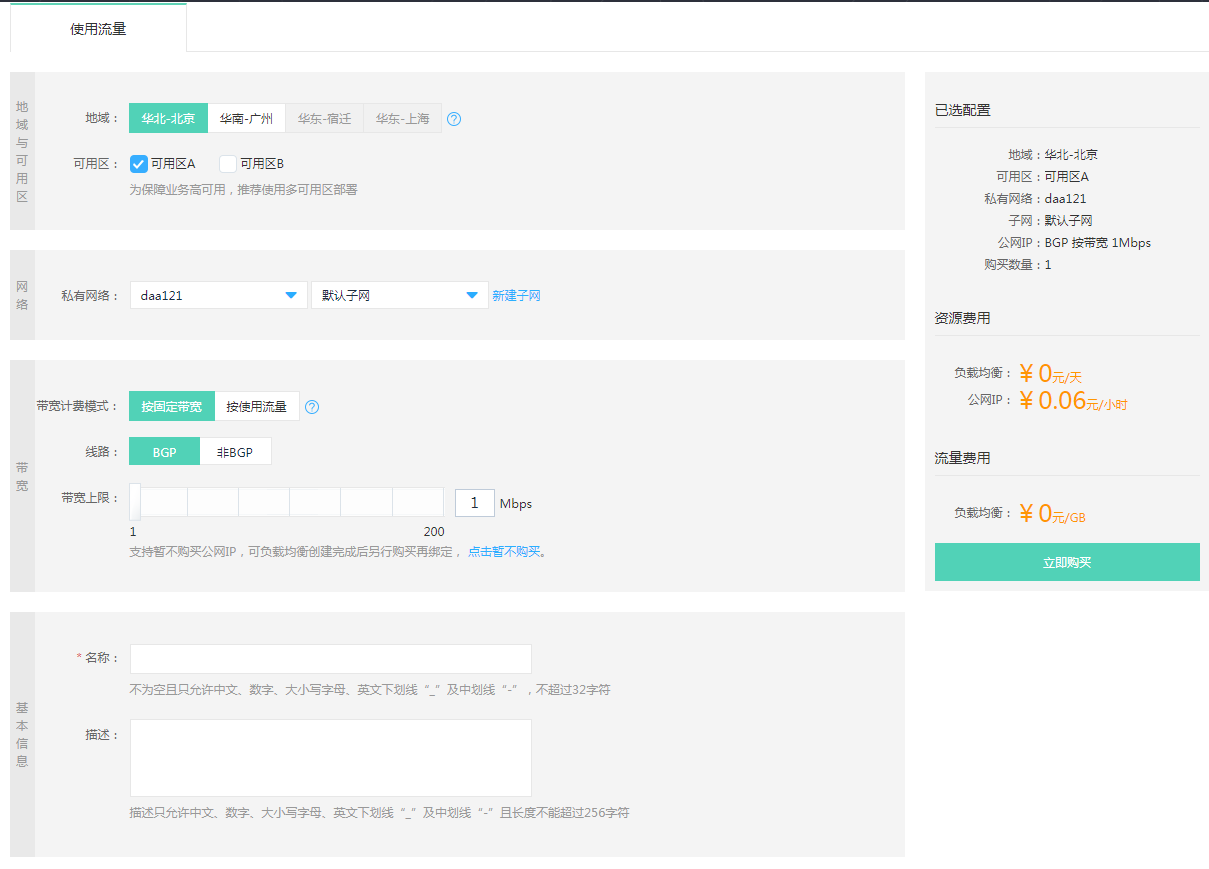 使用流量
地域与可用区
地域： 华北-北京 华南-广州 华东-宿迁 华东-上海 ?
可用区： 可用区A 可用区B
为保障业务高可用，推荐使用多可用区部署
网络
私有网络： daa121 默认子网 新建子网
带宽
带宽计费模式： 按固定带宽 按使用流量 ?
线路： BGP 非BGP
带宽上限： 1 Mbps
1 200
支持暂不购买公网IP，可负载均衡创建完成后另行购买再绑定， 点击暂不购买。
基本信息
* 名称：
不为空且只允许中文、数字、大小写字母、英文下划线“_”及中划线“-”，不超过32字符
描述：
描述只允许中文、数字、大小写字母、英文下划线“_”及中划线“-”且长度不能超过256字符
已选配置
地域：华北-北京
可用区：可用区A
私有网络：daa121
子网：默认子网
公网IP：BGP 按带宽 1Mbps
购买数量：1
资源费用
负载均衡： ¥ 0元/天
公网IP： ¥ 0.06元/小时
流量费用
负载均衡： ¥ 0元/GB
立即购买